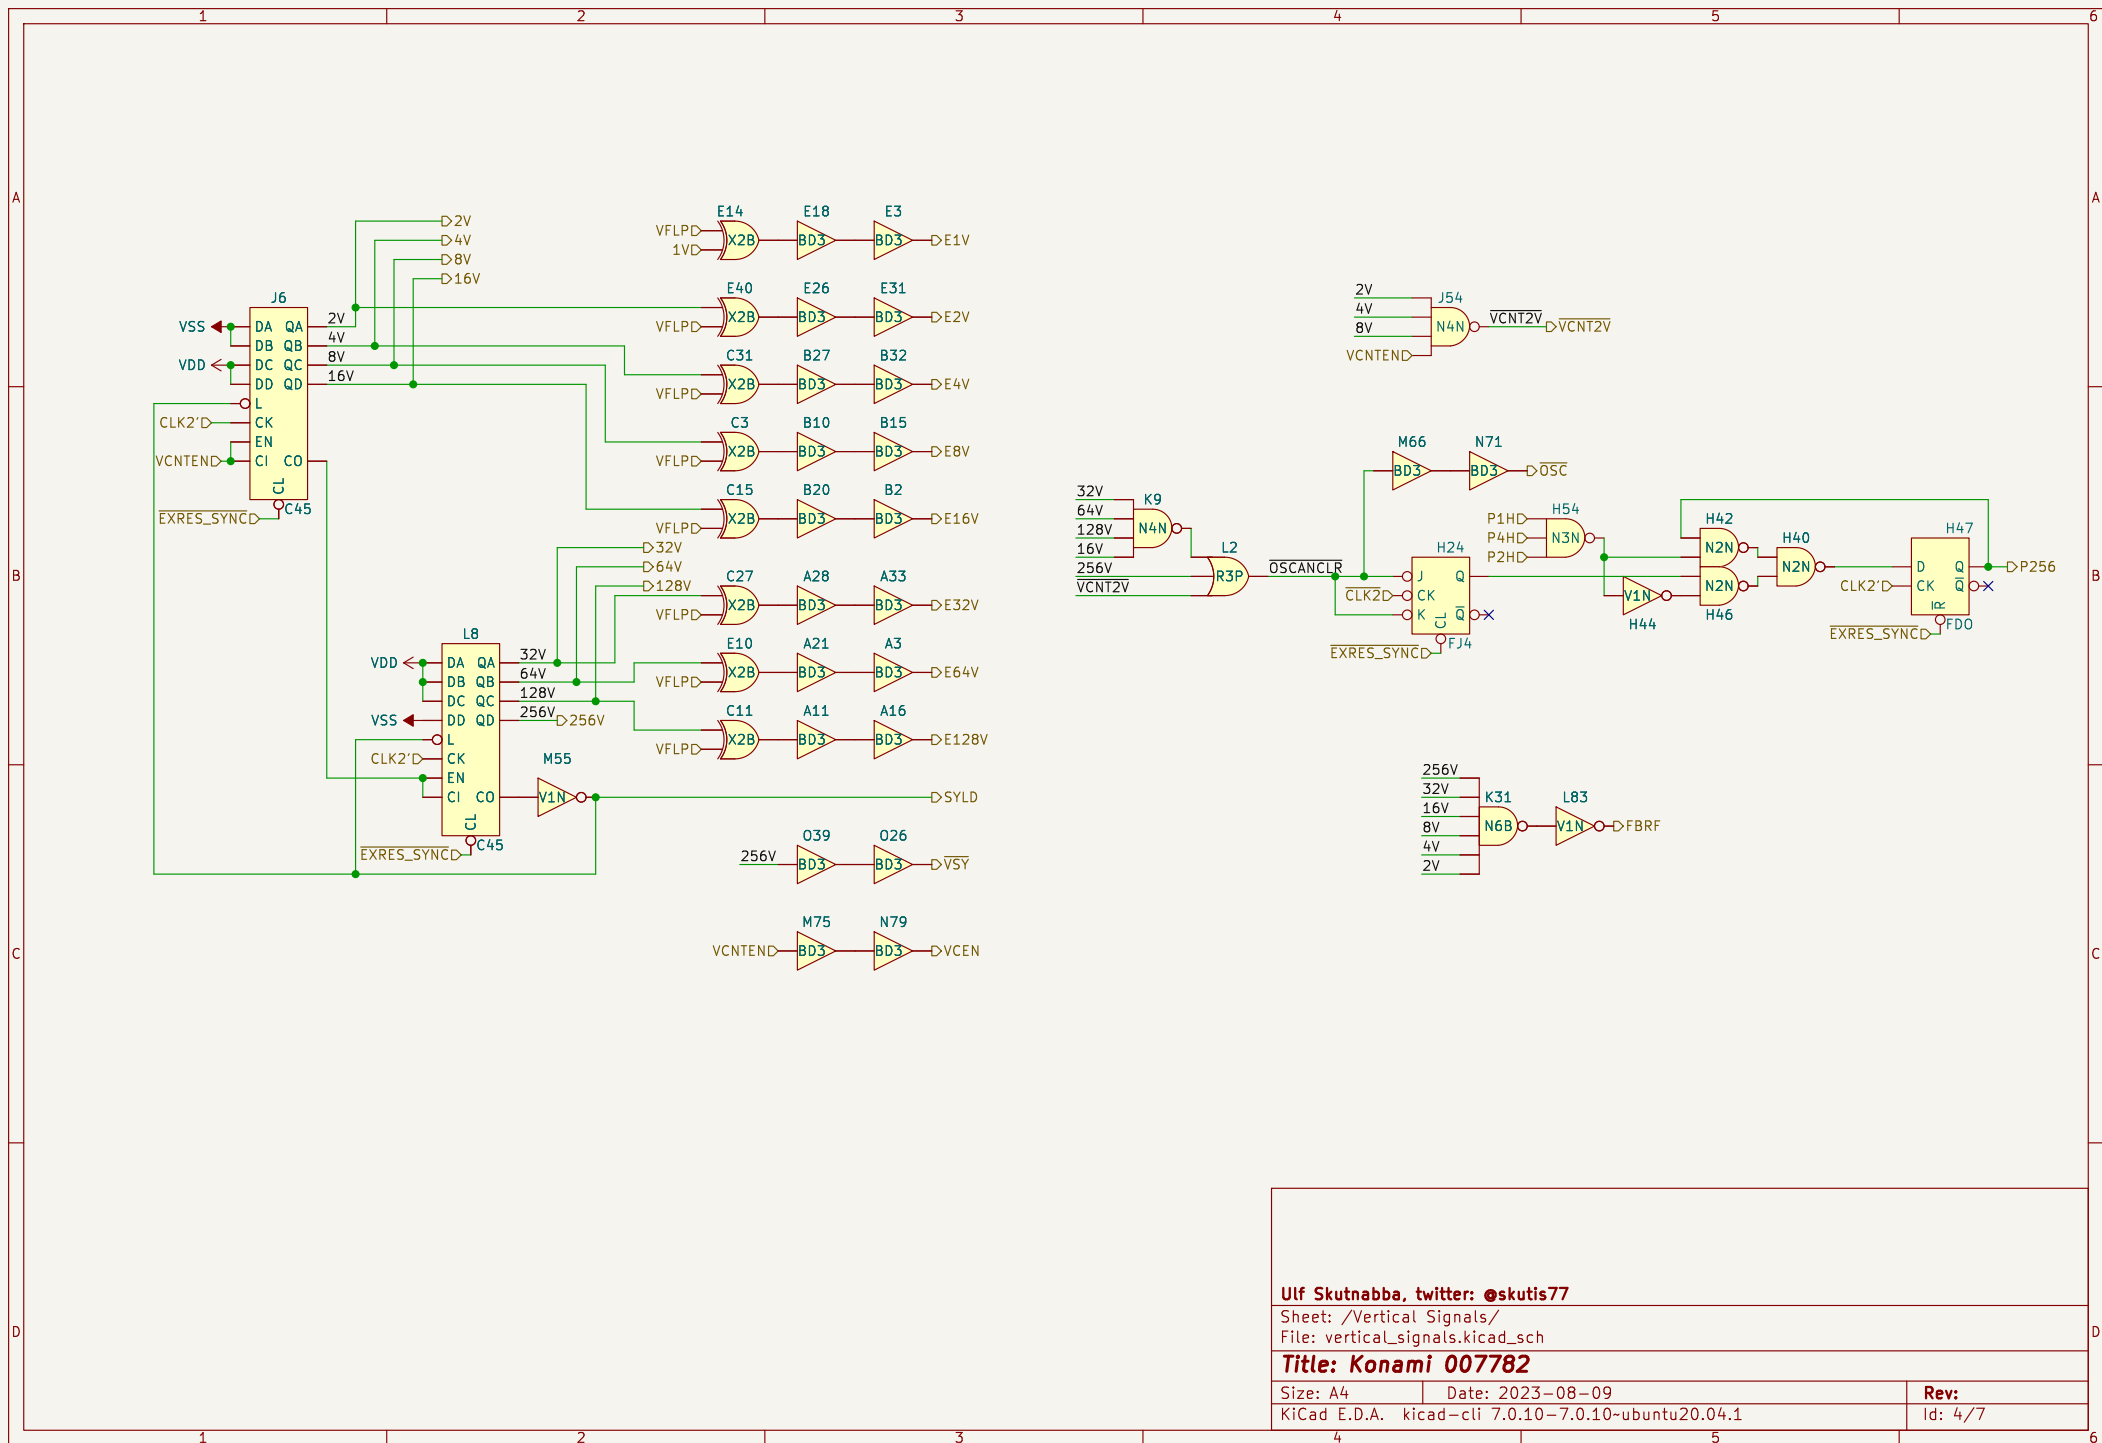 1 2 3 4 5 6
A
B
C
D
2V
4V
8V
16V
J6
VSS
VDD
DA QA
DB QB
DC QC
DD QD
L
CK
EN
CI CO
CL
C45
2V
4V
8V
16V
CLK2'
VCNTEN
EXRES_SYNC
32V
64V
128V
L8
VDD
VSS
DA QA
DB QB
DC QC
DD QD
L
CK
EN
CI CO
CL
C45
32V
64V
128V
256V
256V
CLK2'
EXRES_SYNC
M55
V1N
SYLD
E14 E18 E3
VFLP
1V
X2B BD3 BD3 E1V
E40 E26 E31
VFLP
X2B BD3 BD3 E2V
C31 B27 B32
VFLP
X2B BD3 BD3 E4V
C3 B10 B15
VFLP
X2B BD3 BD3 E8V
C15 B20 B2
VFLP
X2B BD3 BD3 E16V
C27 A28 A33
VFLP
X2B BD3 BD3 E32V
E10 A21 A3
VFLP
X2B BD3 BD3 E64V
C11 A11 A16
VFLP
X2B BD3 BD3 E128V
O39 O26
256V BD3 BD3 VSY
M75 N79
VCNTEN BD3 BD3 VCEN
2V
4V
8V
VCNTEN
J54
N4N
VCNT2V VCNT2V
32V
64V
128V
16V
256V
VCNT2V
K9
N4N
L2
R3P
OSCANCLR
M66 N71
BD3 BD3 OSC
H24
J Q
CK
K Q
CL
FJ4
CLK2
EXRES_SYNC
P1H
P4H
P2H
H54
N3N
H44
V1N
H42
N2N
H46
N2N
H40
N2N
H47
D Q
CK Q
R
FDO
CLK2'
EXRES_SYNC
P256
256V
32V
16V
8V
4V
2V
K31
N6B
L83
V1N
FBRF
Ulf Skutnabba, twitter: @skutis77
Sheet: /Vertical Signals/
File: vertical_signals.kicad_sch
Title: Konami 007782
Size: A4 Date: 2023-08-09 Rev:
KiCad E.D.A. kicad-cli 7.0.10-7.0.10~ubuntu20.04.1 Id: 4/7
A
B
C
D
1 2 3 4 5 6